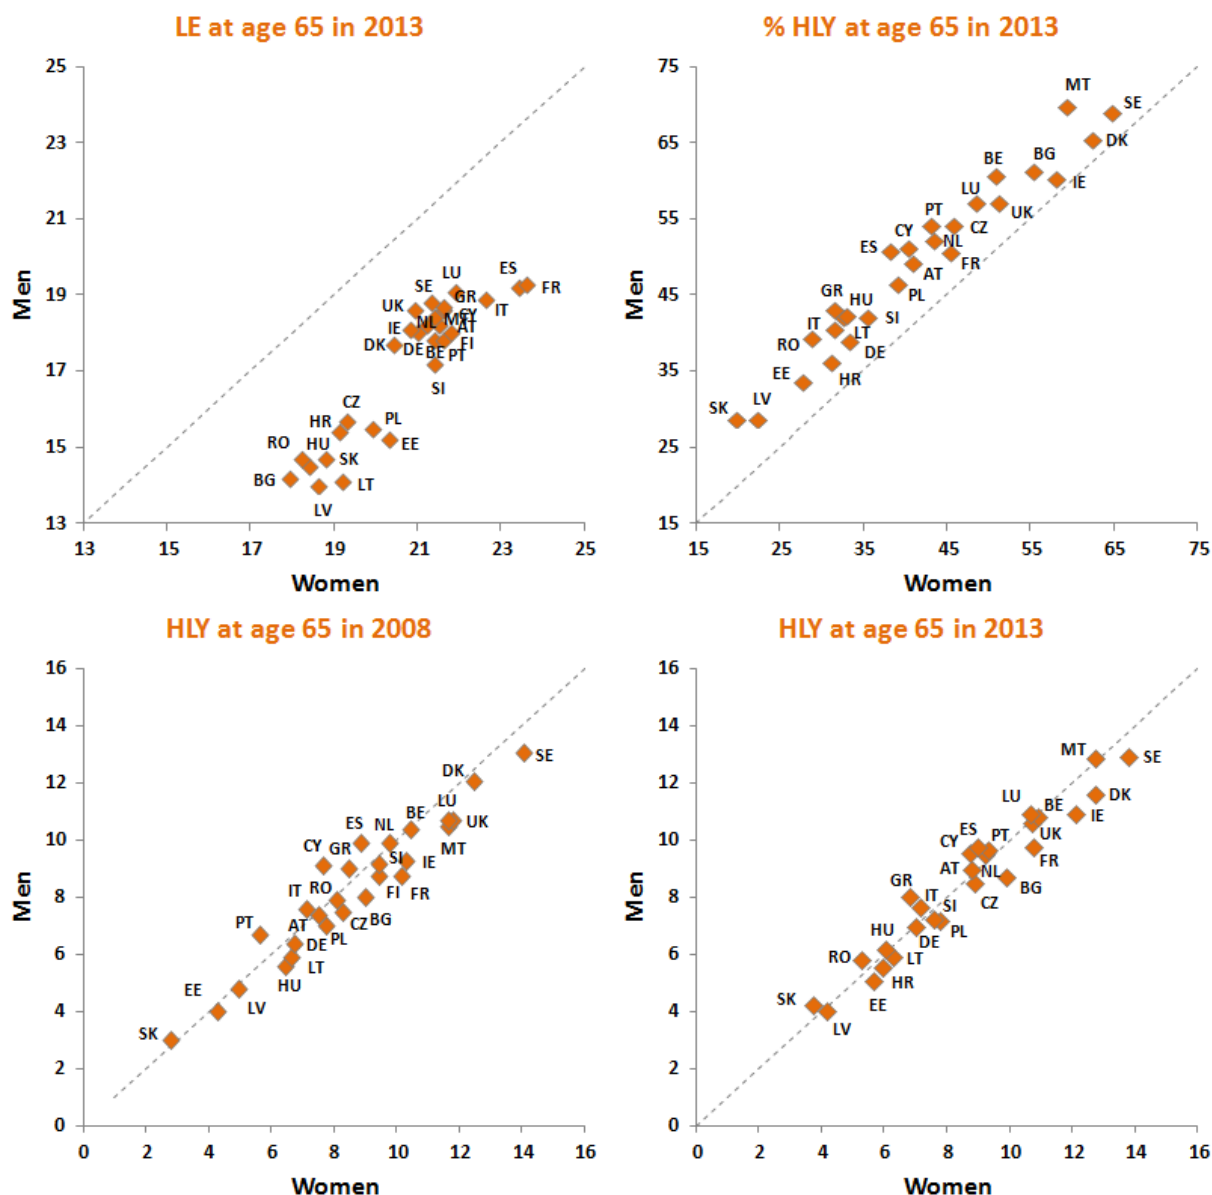 LE at age 65 in 2013
25
23
21
19
17
15
13
Men
ES
FR
LU
SE
GR
IT
UK
CY
NL
MT
IE
AT
DK
DE
BE
PT
FI
SI
CZ
HR
PL
RO
HU
EE
BG
SK
LT
LV
13 17 19 21 23 25
Women
% HLY at age 65 in 2013
75
65
55
45
35
25
15
Men
MT
SE
DK
BE
BG
IE
LU
UK
PT
CZ
CY
NL
ES
FR
AT
PL
GR
HU
SI
IT
LT
RO
DE
EE
HR
SK
LV
15 25 35 45 55 65 75
Women
HLY at age 65 in 2008
16
14
12
10
8
6
4
2
0
Men
SE
DK
LU
BE
UK
ES
NL
MT
CY
GR
SI
IE
IT
RO
FI
FR
PT
AT
CZ
BG
DE
PL
LT
HU
EE
LV
SK
0 2 4 6 8 10 12 14 16
Women
HLY at age 65 in 2013
16
14
12
10
8
6
4
2
0
Men
MT
SE
DK
LU
BE
IE
ES
PT
UK
CY
FR
AT
NL
BG
GR
IT
CZ
SI
HU
DE
PL
RO
LT
HR
EE
SK
LV
0 2 4 6 8 10 12 14 16
Women